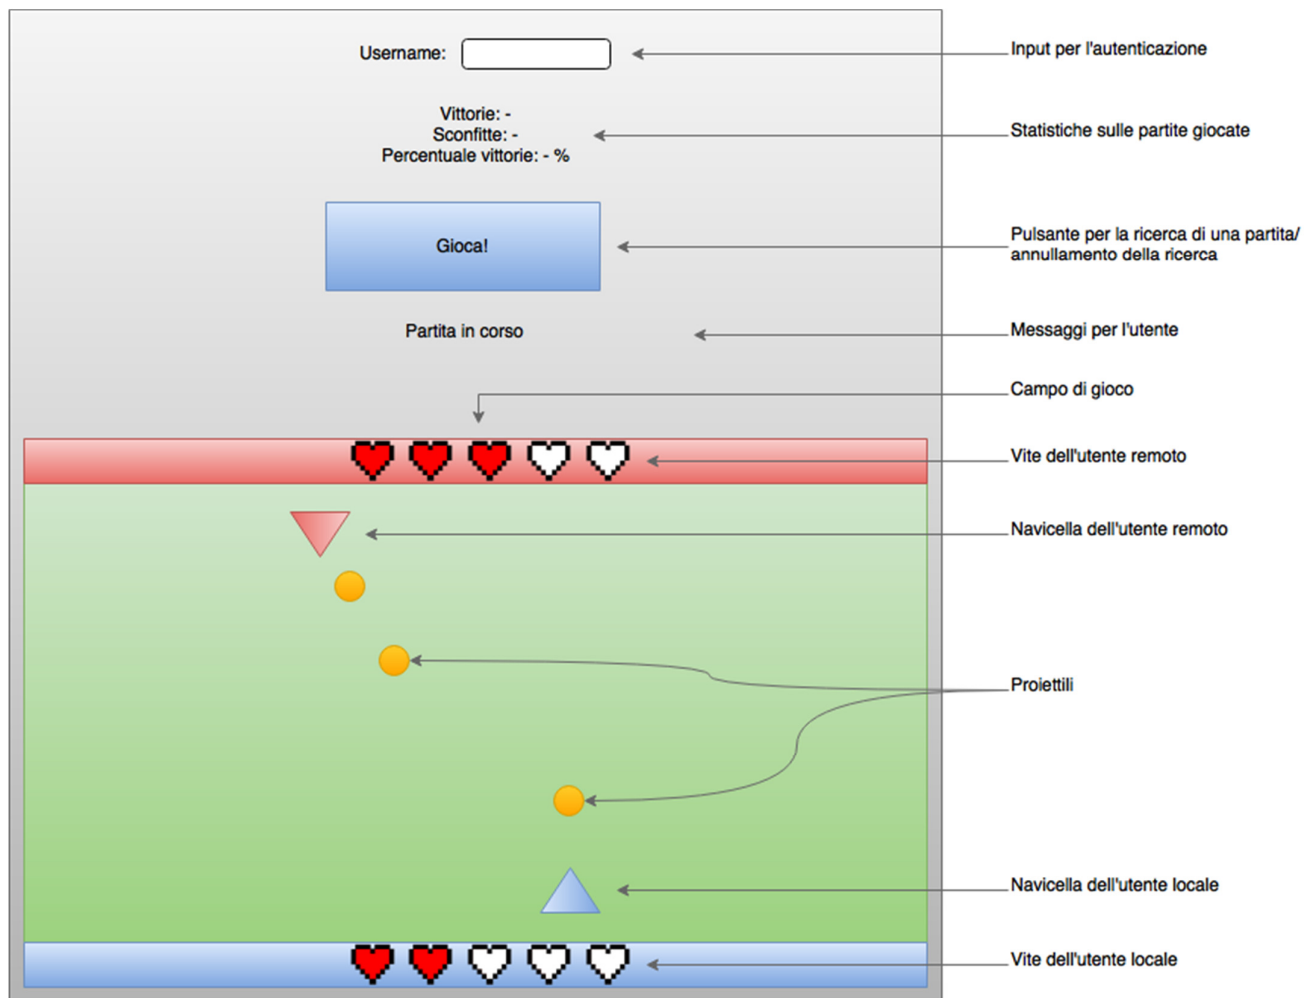 Username:
Input per l'autenticazione
Vittorie: -
Sconfitte: -
Percentuale vittorie: - %
Statistiche sulle partite giocate
Gioca!
Pulsante per la ricerca di una partita/
annullamento della ricerca
Partita in corso
Messaggi per l'utente
Campo di gioco
Vite dell'utente remoto
Navicella dell'utente remoto
Proiettili
Navicella dell'utente locale
Vite dell'utente locale